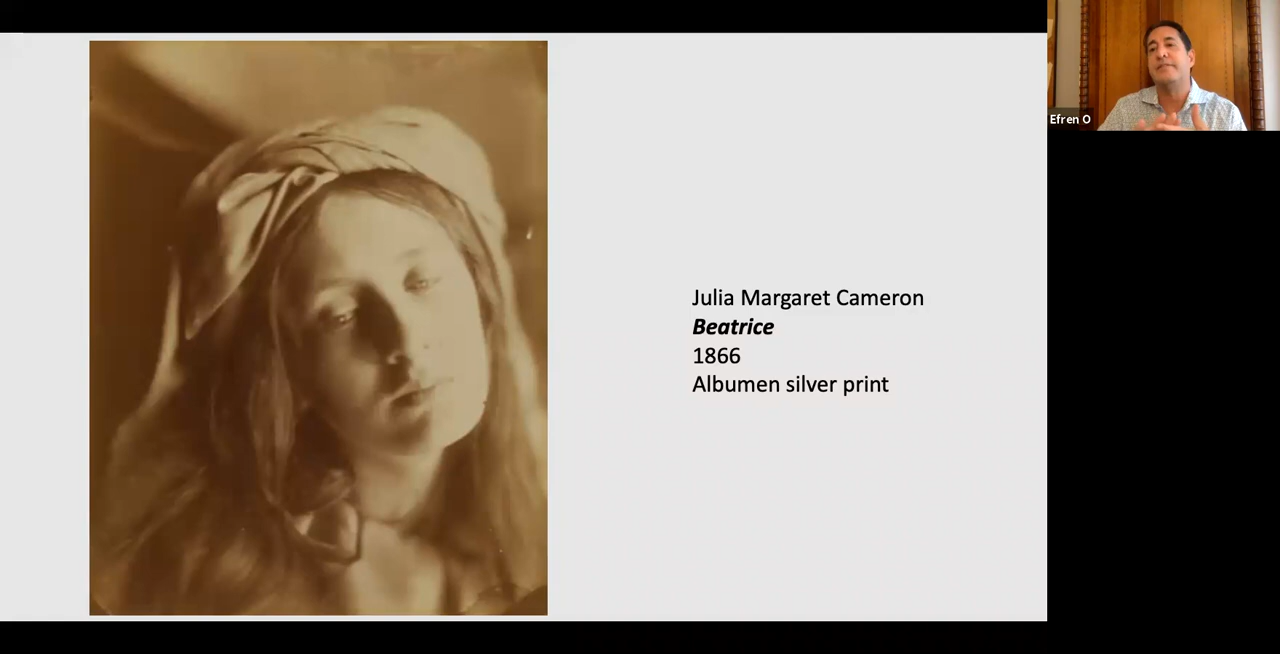 Julia Margaret Cameron
Beatrice
1866
Albumen silver print
Efren O